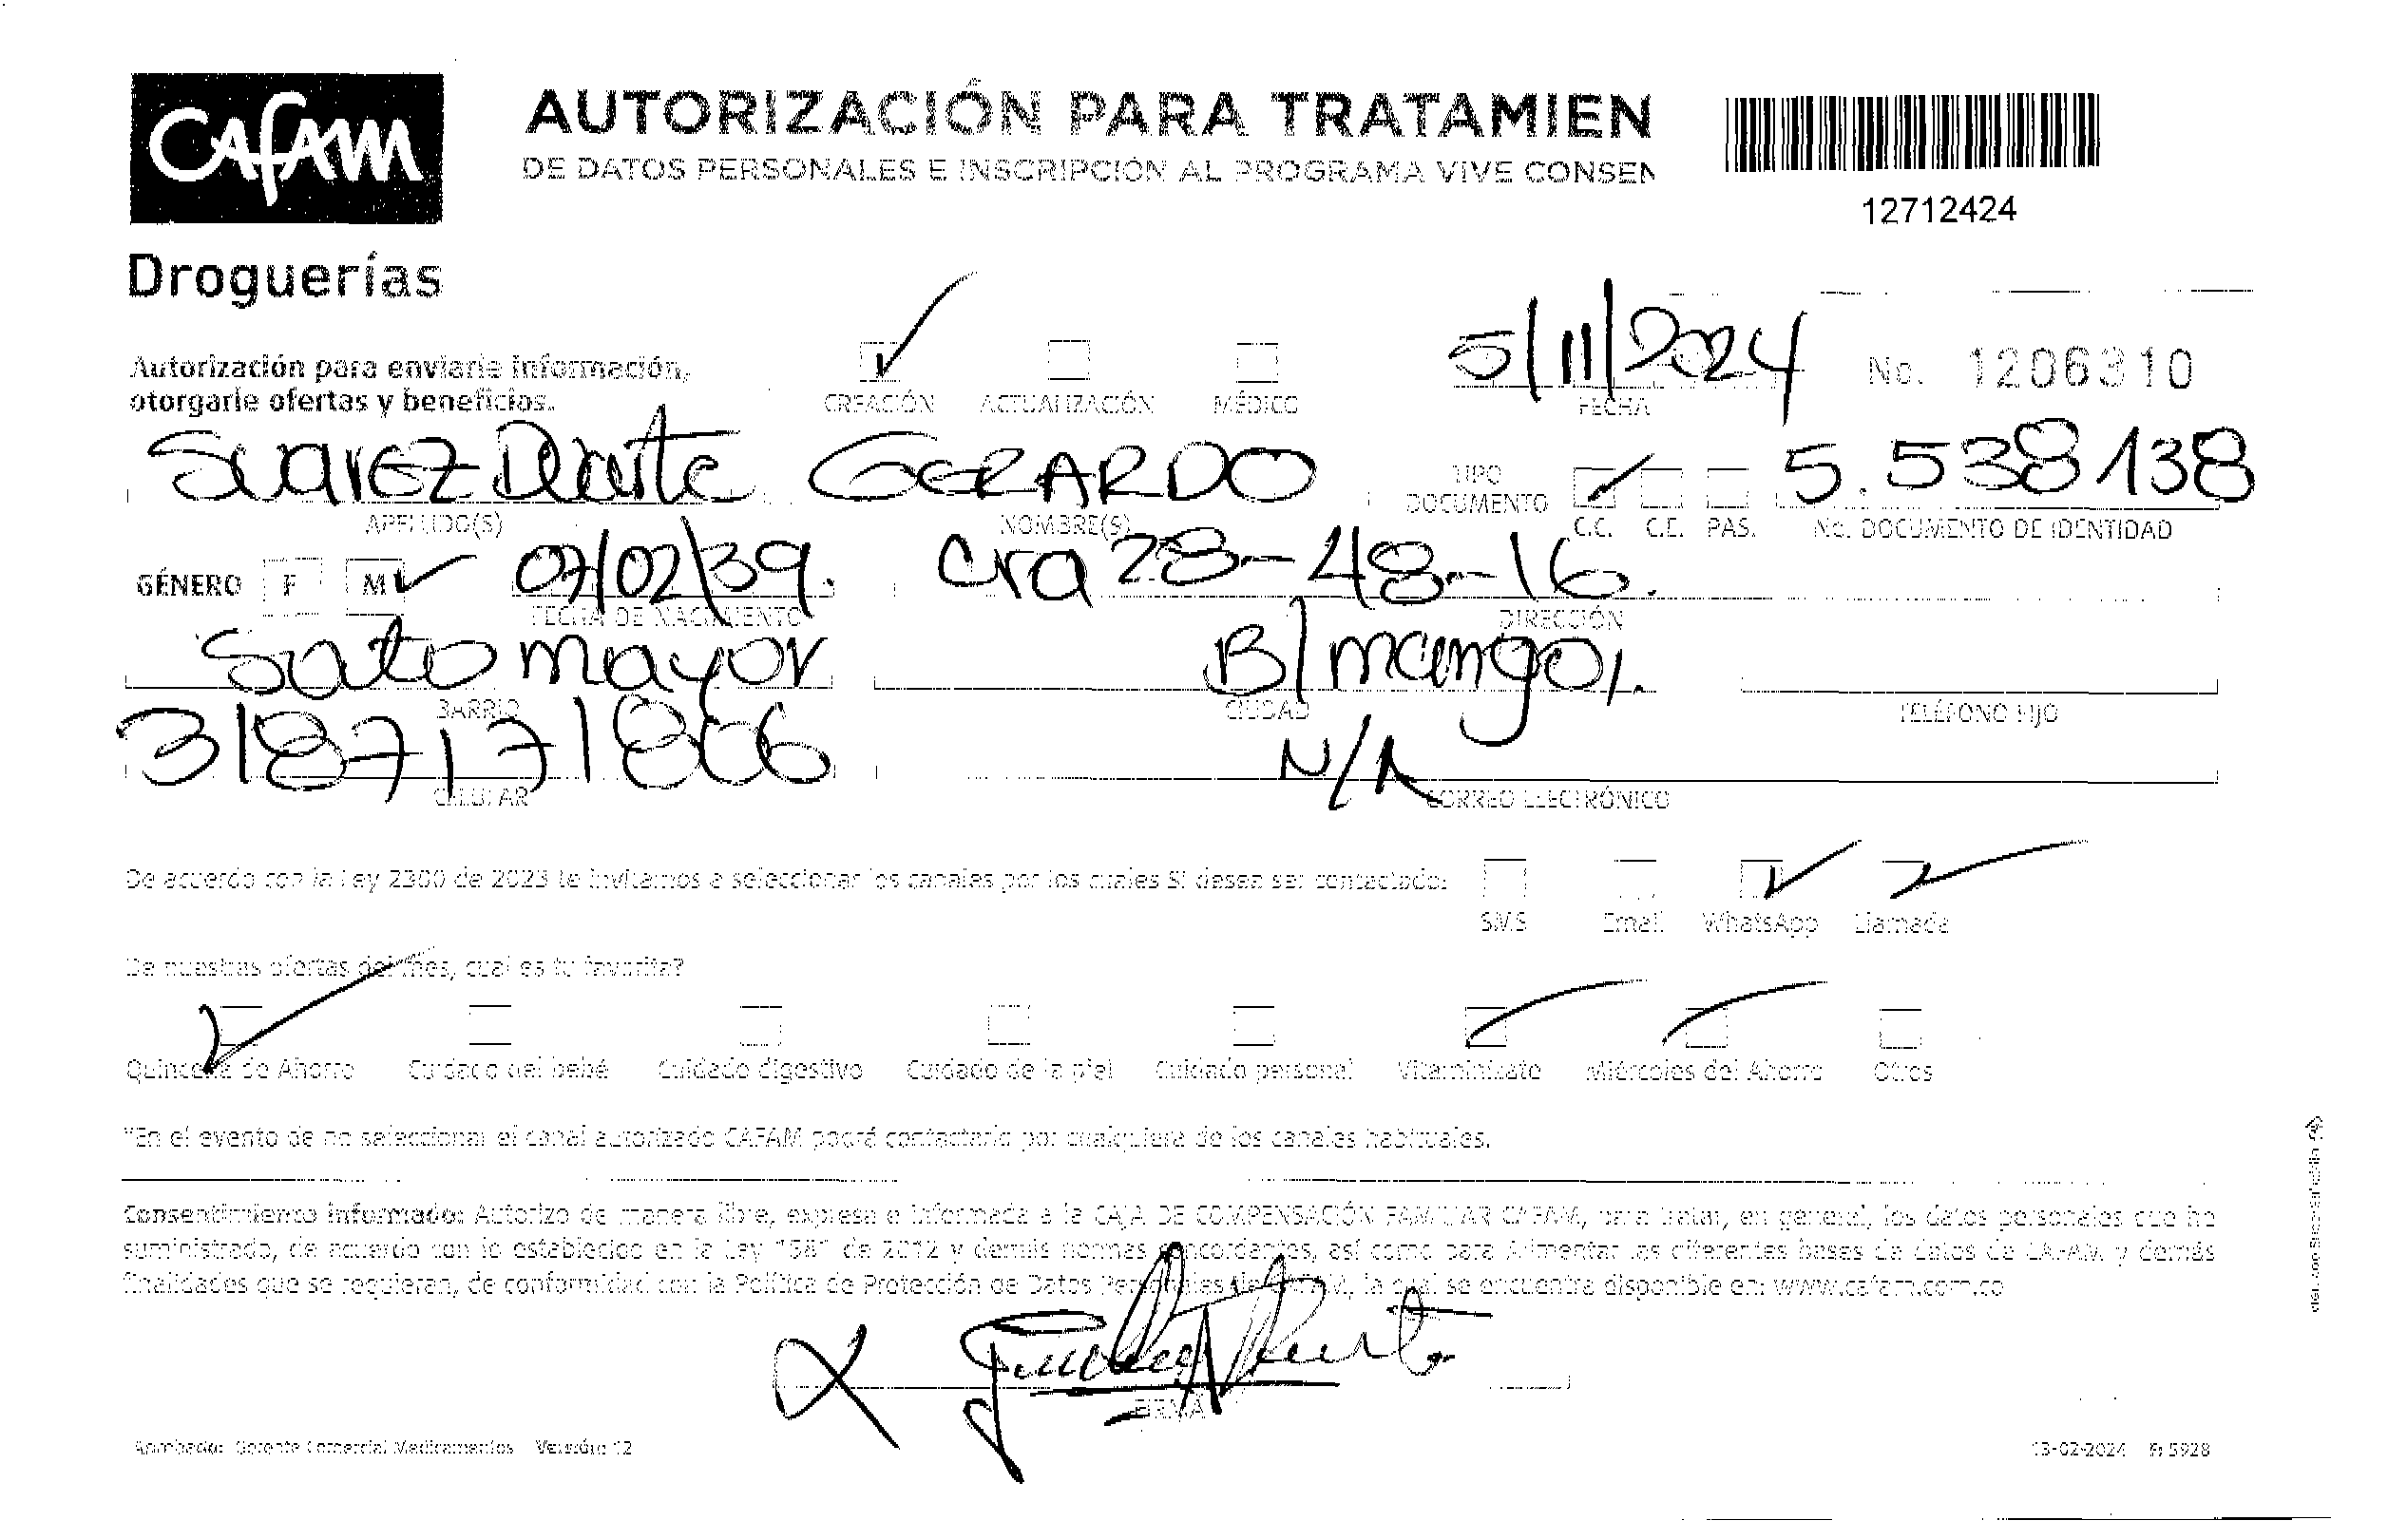 CAFAM
AUTORIZACIÓN PARA TRATAMIEN
DE DATOS PERSONALES E INSCRIPCIÓN AL PROGRAMA VIVE CONSEN
12712424
Droguerías
Autorización para enviarle información,
otorgarle ofertas y beneficios.
CREACIÓN ACTUALIZACIÓN MÉDICO
5/11/2024
FECHA
No. 1206310
Suarez Duarte GERARDO
TIPO DOCUMENTO
5.538138
APELLIDO(S) NOMBRE(S) C.C. C.E. PAS. No. DOCUMENTO DE IDENTIDAD
GÉNERO F M 07/02/39. Cra 28-48-16.
FECHA DE NACIMIENTO DIRECCIÓN
Soto mayor B/manga/.
BARRIO CIUDAD TELÉFONO FIJO
3187171866 N/A
CELULAR CORREO ELECTRÓNICO
De acuerdo con la Ley 2300 de 2023 te invitamos a seleccionar los canales por los cuales SI desea ser contactado:
SMS Email WhatsApp Llamada
De nuestras ofertas del mes, cual es tu favorita?
Quincena de Ahorro Cuidado del bebé Cuidado digestivo Cuidado de la piel Cuidado personal Vitaminízate Miércoles del Ahorro Otros
*En el evento de no seleccionar el canal autorizado CAFAM podrá contactarlo por cualquiera de los canales habituales.
Consentimiento informado: Autorizo de manera libre, expresa e informada a la CAJA DE COMPENSACIÓN FAMILIAR CAFAM, para tratar, en general, los datos personales que he
suministrado, de acuerdo con lo establecido en la Ley 1581 de 2012 y demás normas concordantes, así como para Alimentar las diferentes bases de datos de CAFAM y demás
finalidades que se requieran, de conformidad con la Política de Protección de Datos Personales de CAFAM, la cual se encuentra disponible en: www.cafam.com.co
FIRMA
Aprobado: Gerente Comercial Medicamentos Versión: 12
13-02-2024 Fi 5928